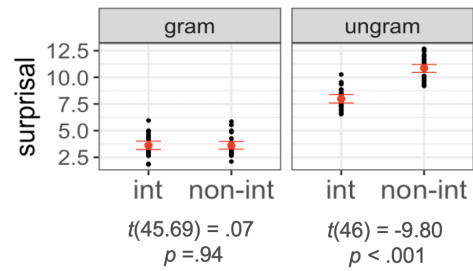 gram ungram
surprisal
12.5
10.0
7.5
5.0
2.5
int non-int int non-int
t(45.69) = .07 t(46) = -9.80
p =.94 p < .001